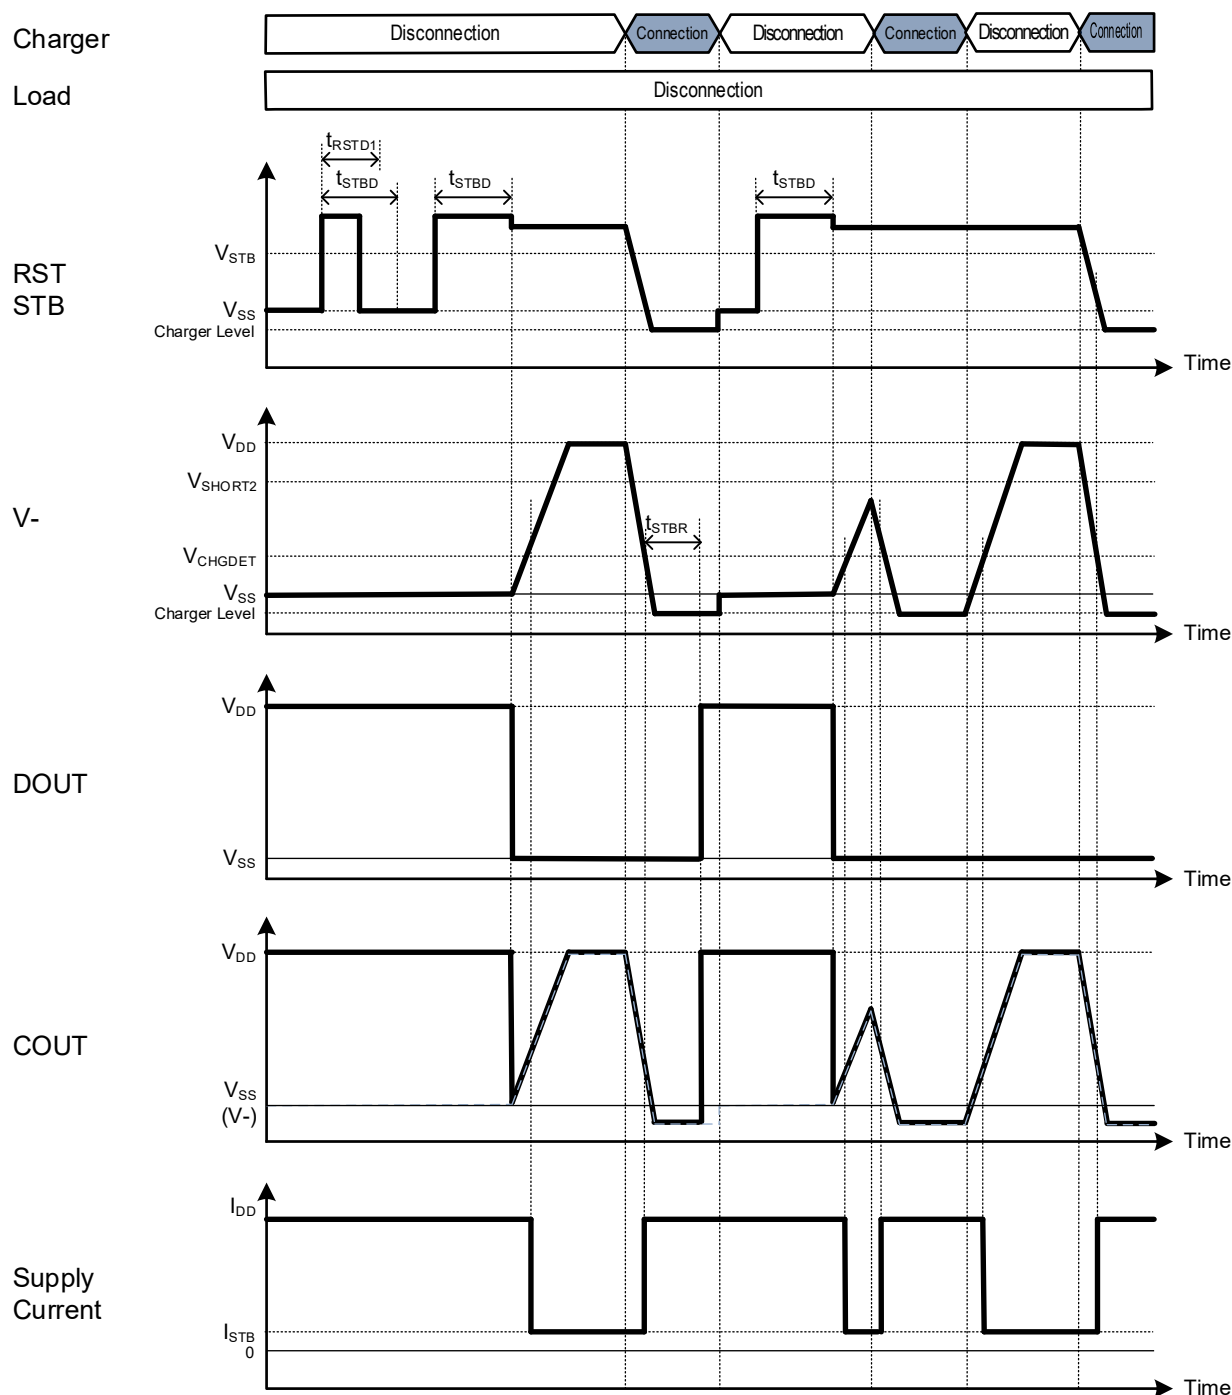 Charger
Disconnection Connection Disconnection Connection Disconnection Connection
Load
Disconnection
tRSTD1
tSTBD tSTBD tSTBD
VSTB
RST
STB
VSS
Charger Level
Time
VDD
VSHORT2
V-
tSTBR
VCHGDET
VSS
Charger Level
Time
VDD
DOUT
VSS
Time
VDD
COUT
VSS
(V-)
Time
IDD
Supply
Current
ISTB
0
Time